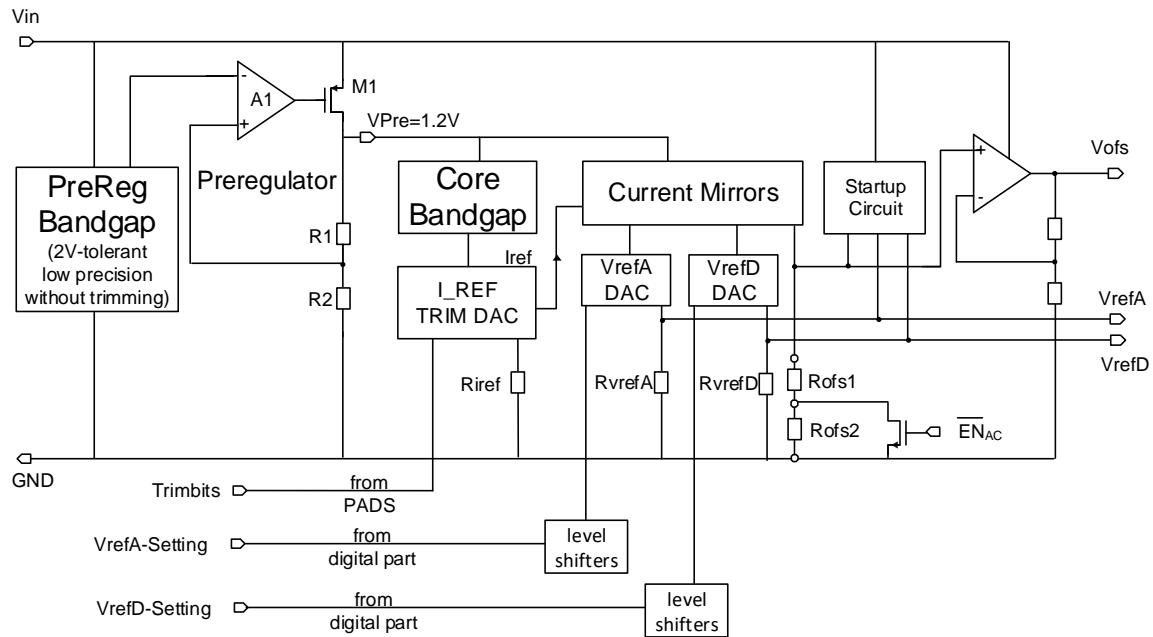 Vin
M1
-
A1
+
VPre=1.2V
Vofs
+
-
PreReg
Bandgap
(2V-tolerant
low precision
without trimming)
Preregulator
Core
Bandgap
Current Mirrors
Startup
Circuit
R1
Iref
R2
I_REF
TRIM DAC
VrefA
DAC
VrefD
DAC
VrefA
VrefD
Riref
RvrefA
RvrefD
Rofs1
Rofs2
ENAC
GND
Trimbits
from
PADS
VrefA-Setting
from
digital part
level
shifters
VrefD-Setting
from
digital part
level
shifters